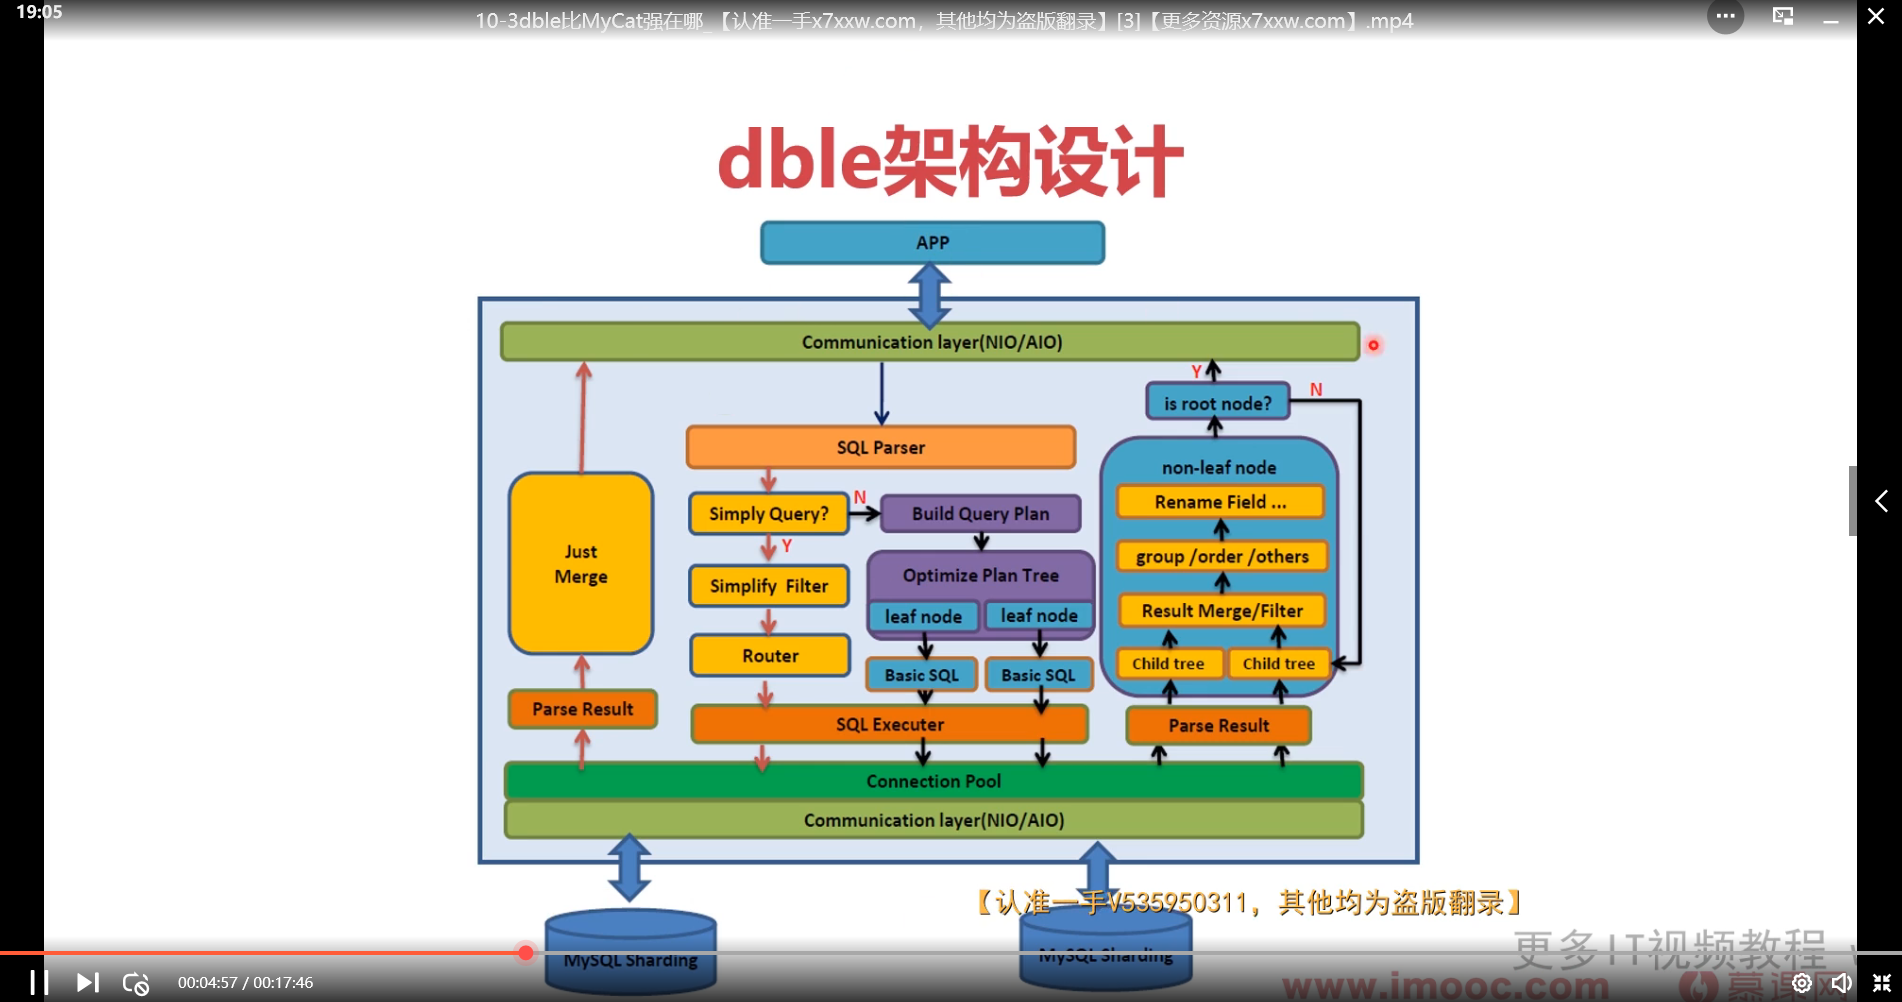 19:05
10-3dble比MyCat强在哪_【认准一手x7xxw.com，其他均为盗版翻录】[3]【更多资源x7xxw.com】.mp4
dble架构设计
APP
Communication layer(NIO/AIO)
Y
N
is root node?
SQL Parser
non-leaf node
Rename Field ...
Simply Query?
N
Build Query Plan
Y
Just
Merge
group /order /others
Optimize Plan Tree
Simplify Filter
leaf node
leaf node
Result Merge/Filter
Router
Child tree
Child tree
Basic SQL
Basic SQL
Parse Result
SQL Executer
Parse Result
Connection Pool
Communication layer(NIO/AIO)
【认准一手V535950311，其他均为盗版翻录】
MySQL Sharding
MySQL Sharding
更多IT视频教程
00:04:57 / 00:17:46
www.imooc.com